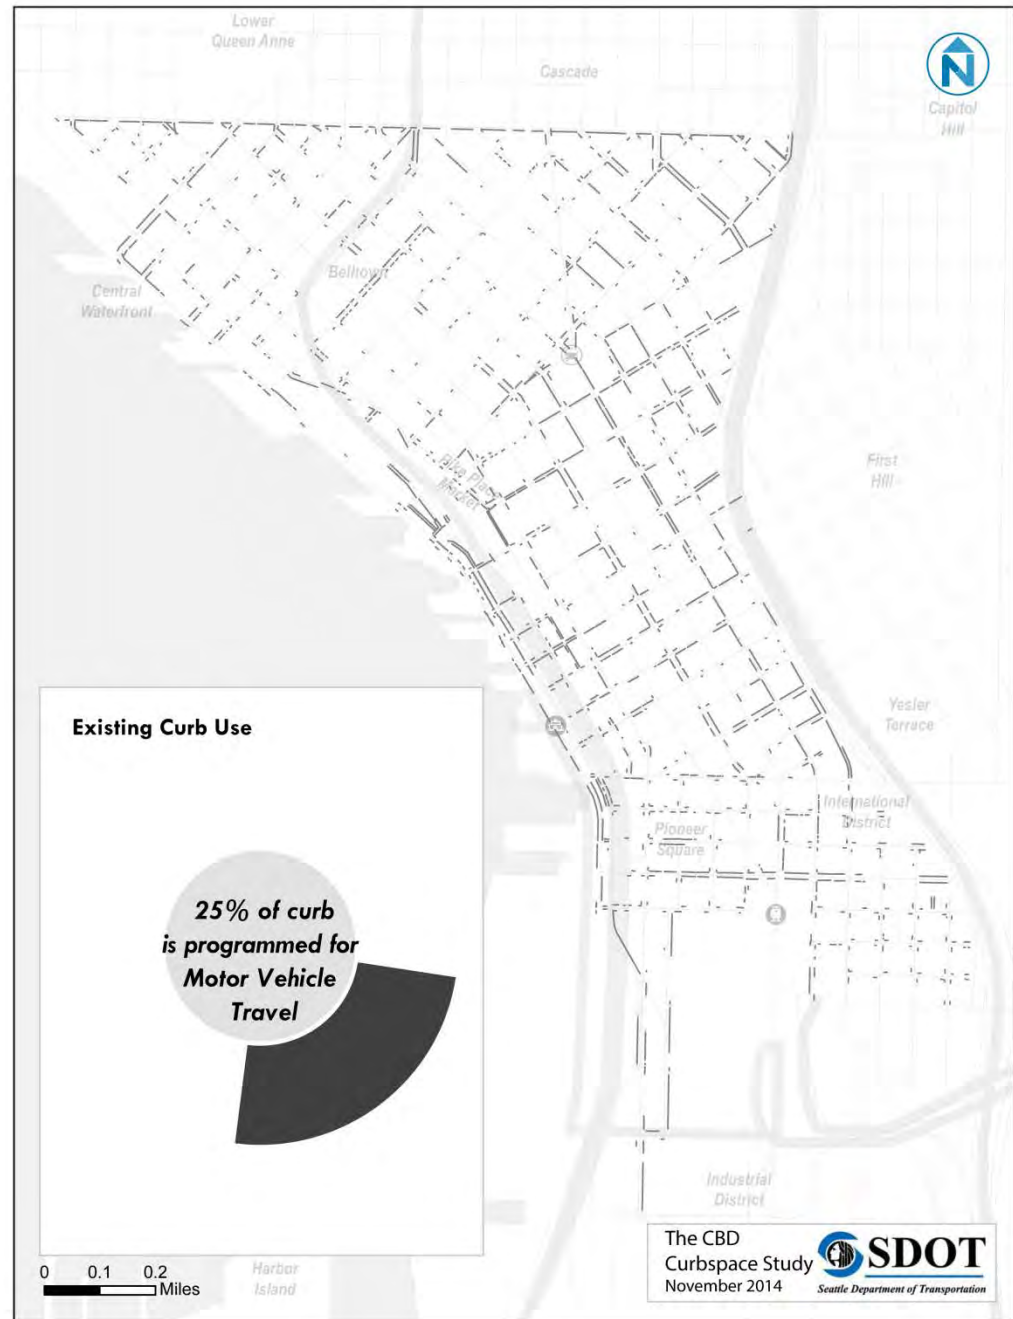 Lower
Queen Anne
Cascade
N
Capitol
Hill
Belltown
Central
Waterfront
Pike Place
Market
First
Hill
Existing Curb Use
Yesler
Terrace
International
District
Pioneer
Square
25% of curb
is programmed for
Motor Vehicle
Travel
Industrial
District
The CBD
Curbspace Study
November 2014
SDOT
Seattle Department of Transportation
Harbor
Island
0 0.1 0.2
Miles